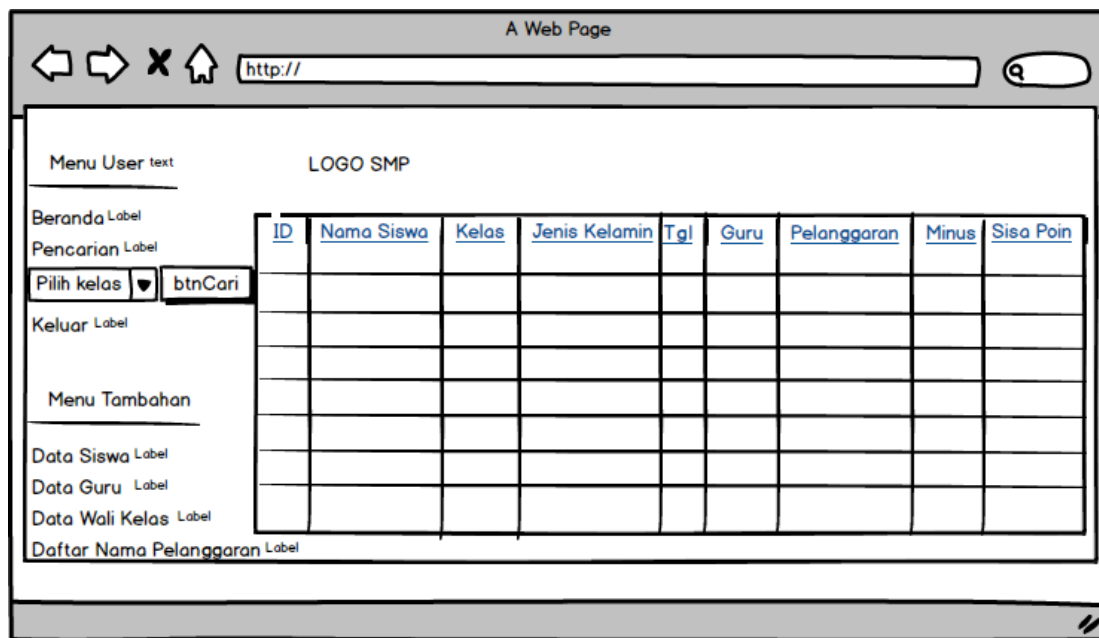 A Web Page
http://
Menu User text
LOGO SMP
Beranda Label
Pencarian Label
Pilih kelas btnCari
Keluar Label
Menu Tambahan
Data Siswa Label
Data Guru Label
Data Wali Kelas Label
Daftar Nama Pelanggaran Label
ID Nama Siswa Kelas Jenis Kelamin Tgl Guru Pelanggaran Minus Sisa Poin